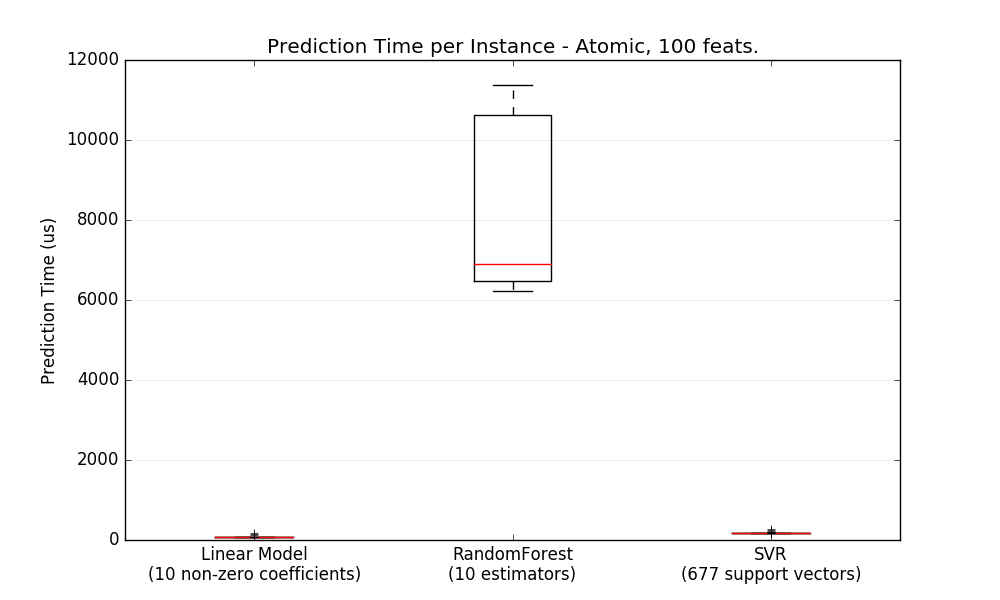 Prediction Time per Instance - Atomic, 100 feats.
12000
10000
8000
6000
4000
2000
0
Prediction Time (us)
Linear Model
(10 non-zero coefficients)
RandomForest
(10 estimators)
SVR
(677 support vectors)